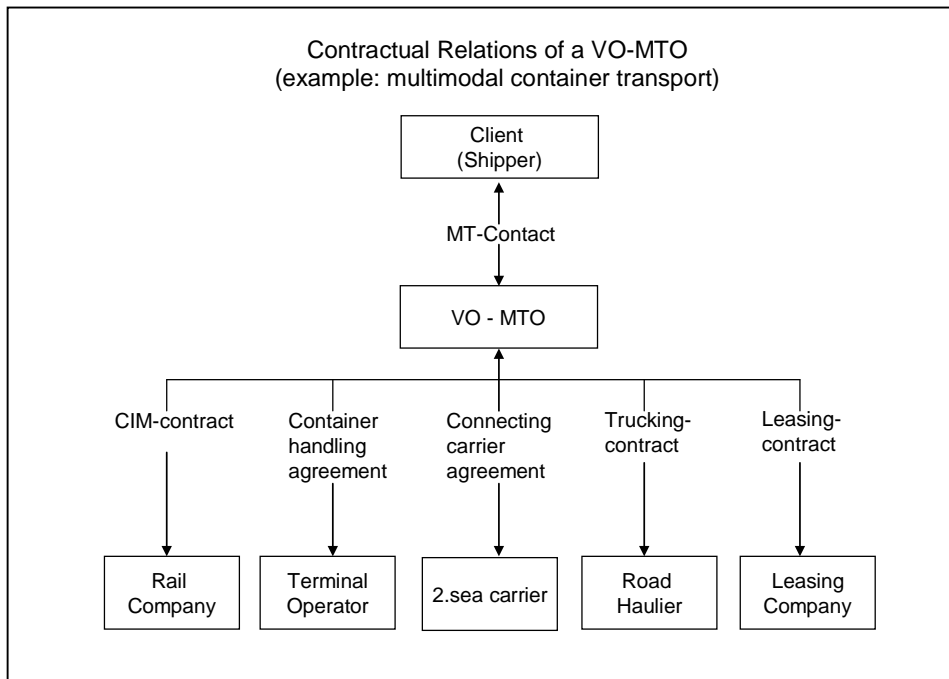 Contractual Relations of a VO-MTO
(example: multimodal container transport)
Client
(Shipper)
MT-Contact
VO - MTO
CIM-contract
Container
handling
agreement
Connecting
carrier
agreement
Trucking-
contract
Leasing-
contract
Rail
Company
Terminal
Operator
2.sea carrier
Road
Haulier
Leasing
Company